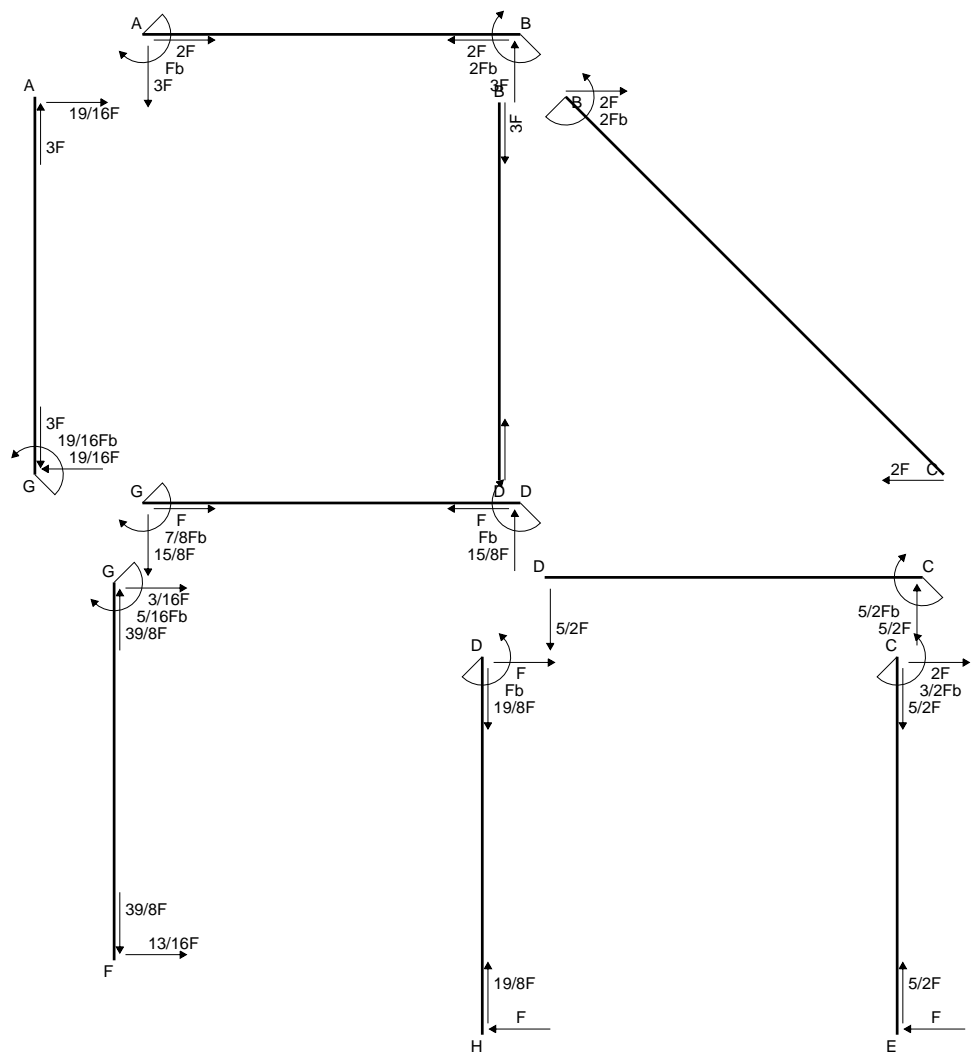 A
B
2F
Fb
3F
2F
2Fb
3F
A
19/16F
3F
B
3F
B
2F
2Fb
3F
19/16Fb
19/16F
G
2F
C
G
D
D
F
7/8Fb
15/8F
F
Fb
15/8F
G
3/16F
5/16Fb
39/8F
D
C
5/2F
5/2Fb
5/2F
D
F
Fb
19/8F
C
2F
3/2Fb
5/2F
39/8F
13/16F
F
19/8F
F
H
5/2F
F
E